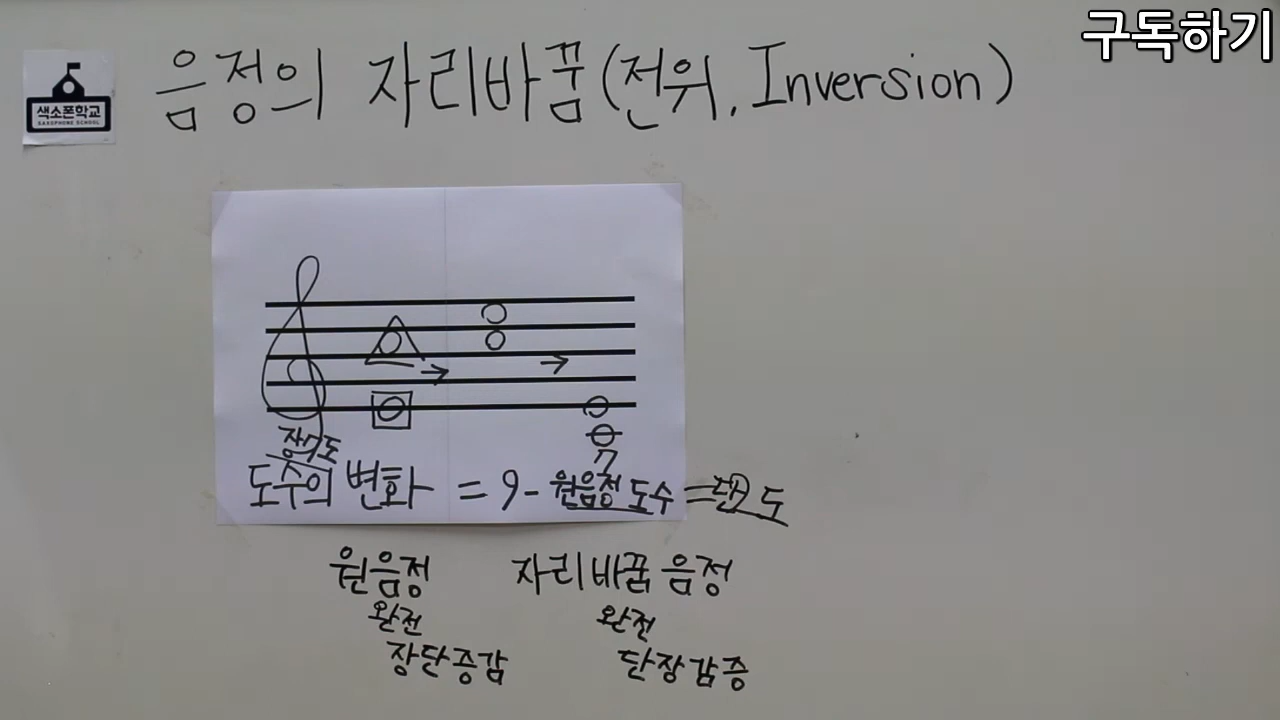 구독하기
음정의 자리바꿈(전위, Inversion)
색소폰학교
SAXOPHONE SCHOOL
장7도
7
도수의 변화 = 9 - 원음정 도수 = 단2도
원음정 자리바꿈 음정
완전 완전
장단증감 단장감증